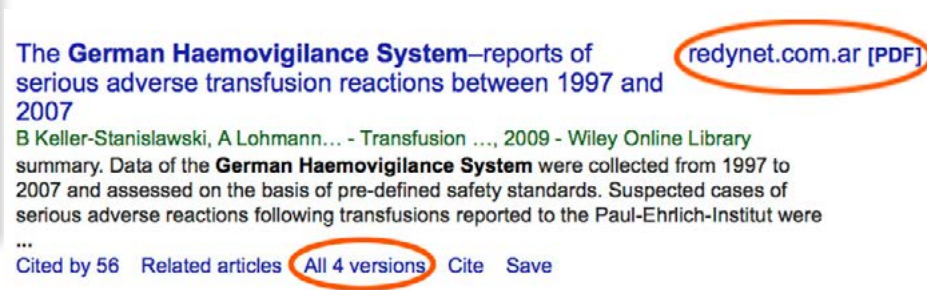 The German Haemovigilance System–reports of
serious adverse transfusion reactions between 1997 and
2007
redynet.com.ar [PDF]
B Keller-Stanislawski, A Lohmann... - Transfusion ..., 2009 - Wiley Online Library
summary. Data of the German Haemovigilance System were collected from 1997 to
2007 and assessed on the basis of pre-defined safety standards. Suspected cases of
serious adverse reactions following transfusions reported to the Paul-Ehrlich-Institut were
...
Cited by 56 Related articles All 4 versions Cite Save